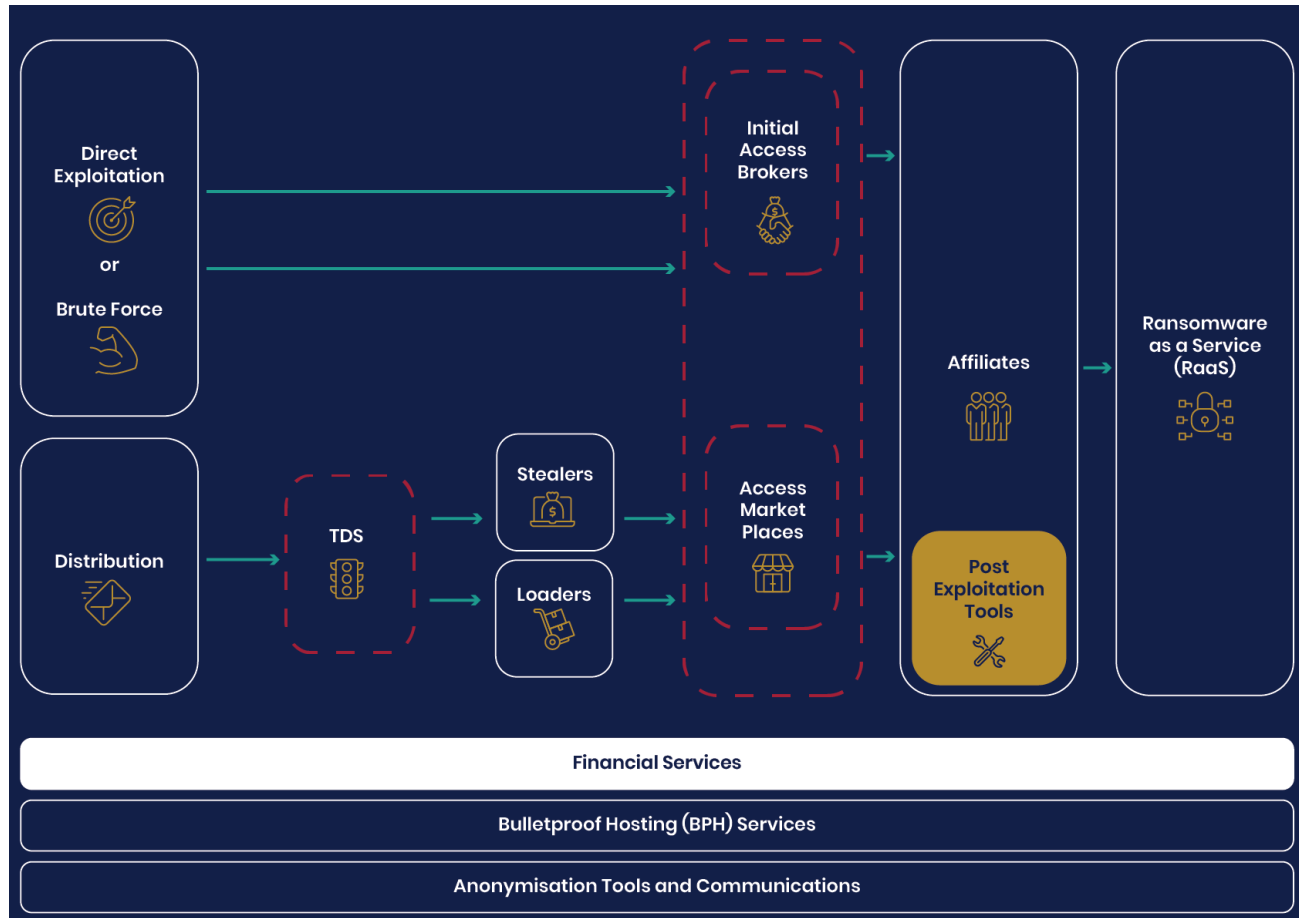 Direct
Exploitation
or
Brute Force
Distribution
TDS
Stealers
$
Loaders
Initial
Access
Brokers
$
Access
Market
Places
Affiliates
Post
Exploitation
Tools
Ransomware
as a Service
(RaaS)
Financial Services
Bulletproof Hosting (BPH) Services
Anonymisation Tools and Communications